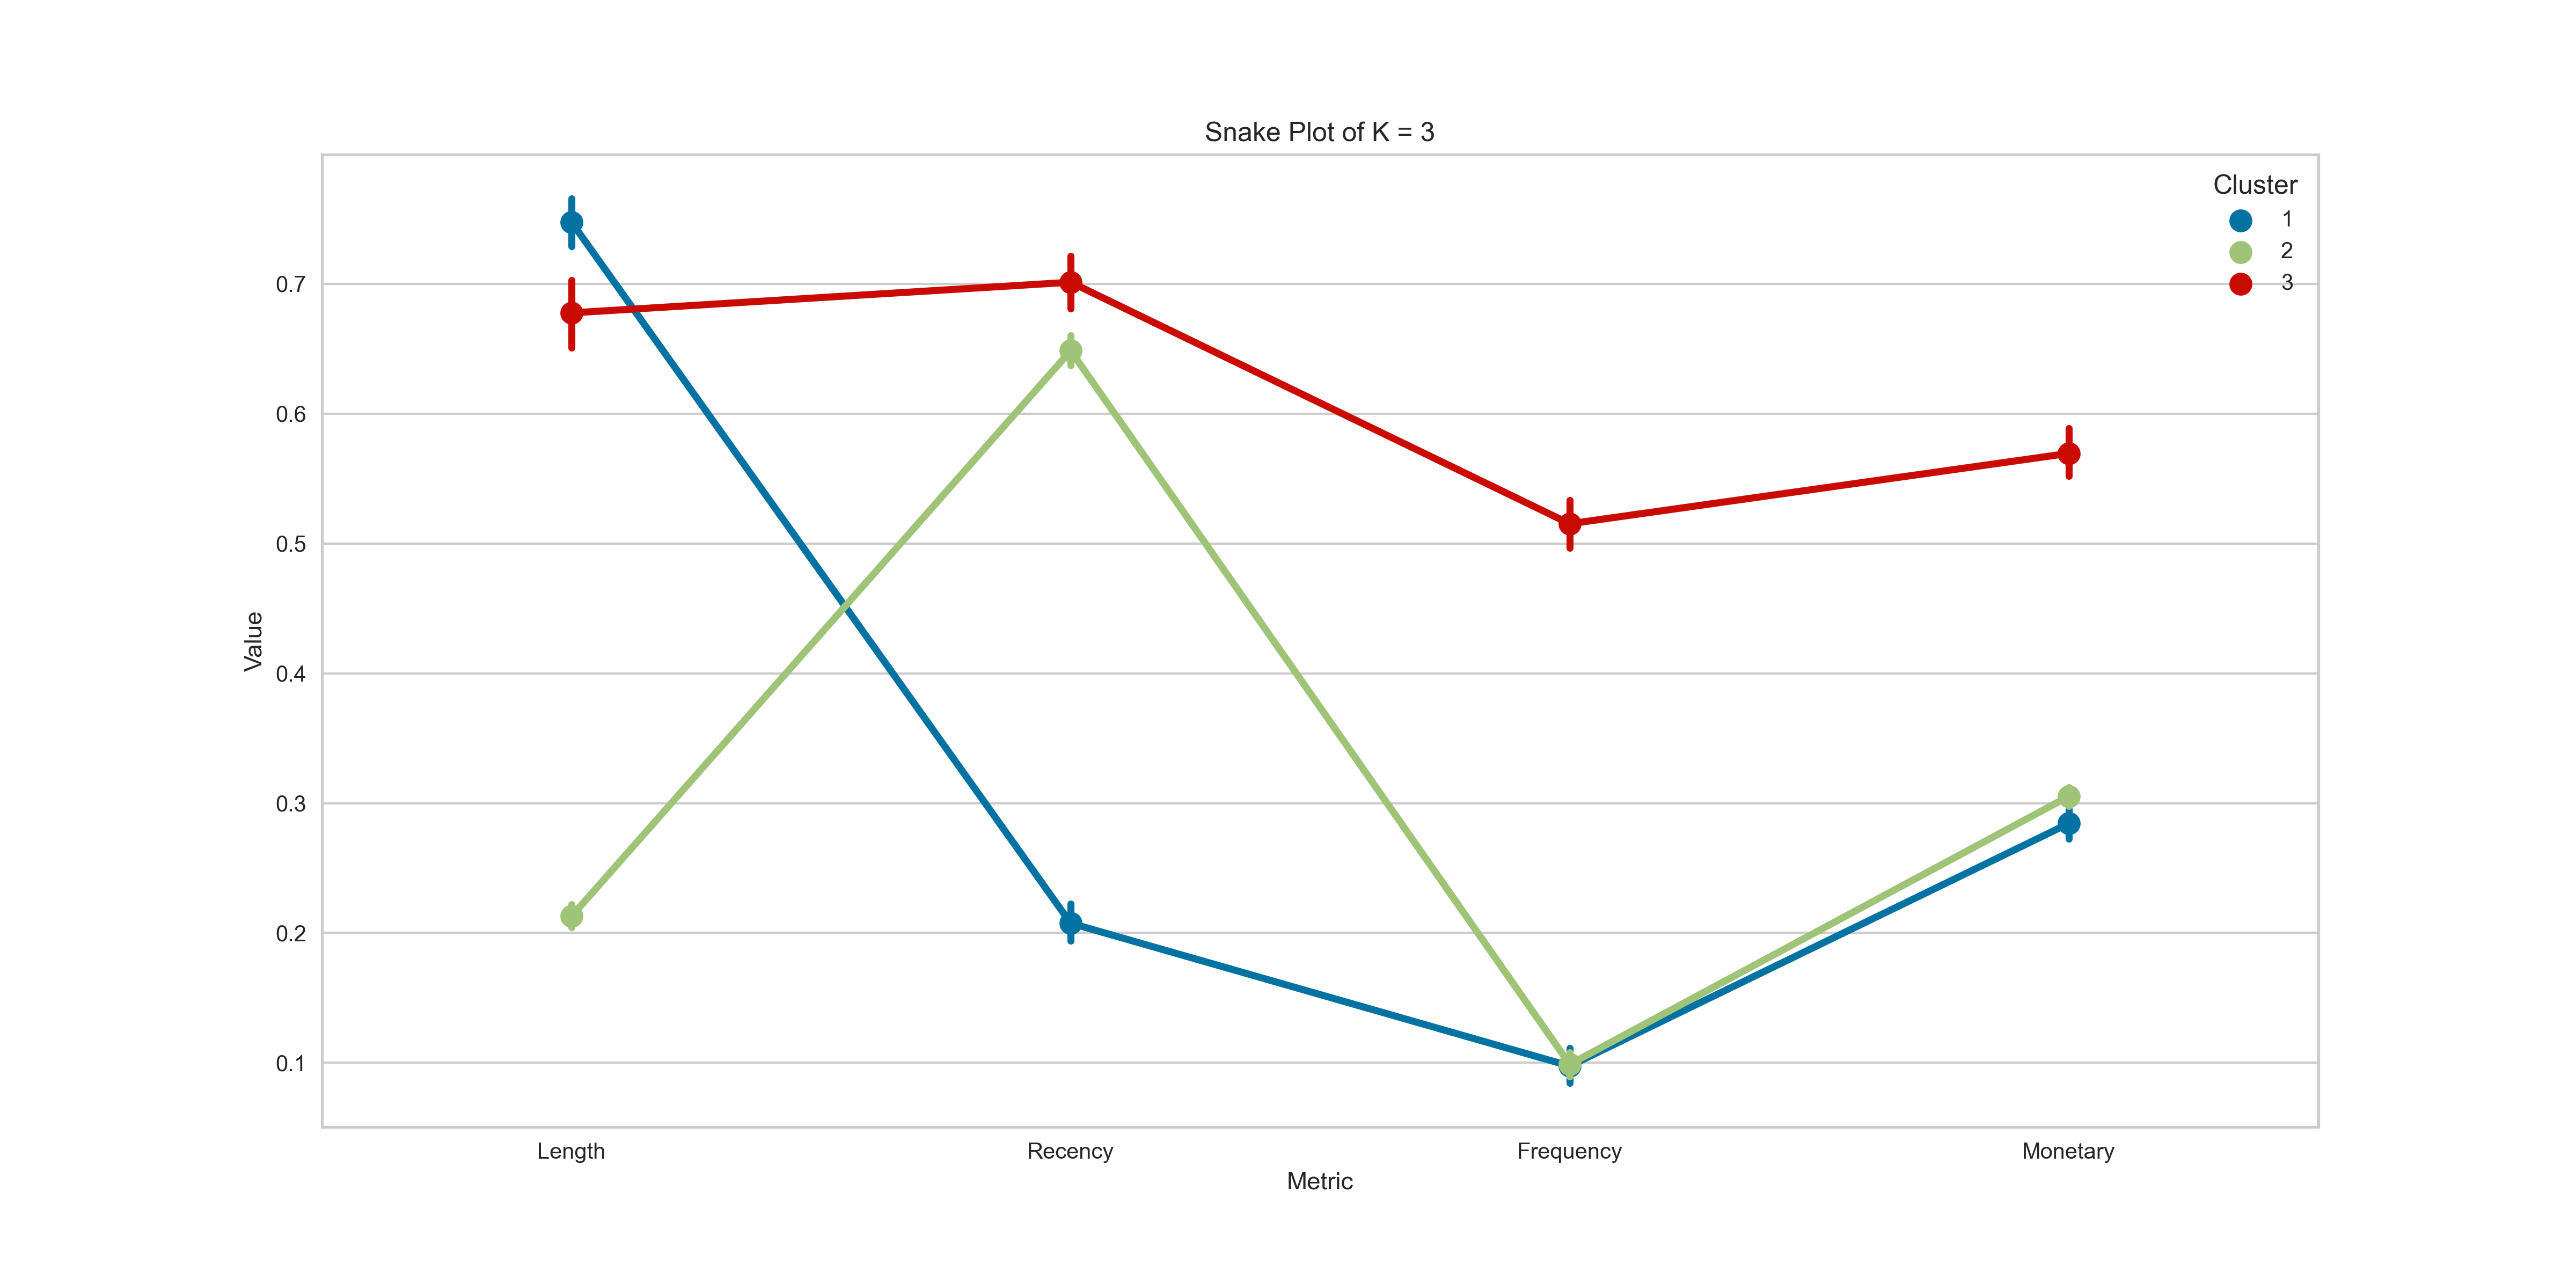 Snake Plot of K = 3
Cluster
1
2
3
0.7
0.6
0.5
0.4
0.3
0.2
0.1
Value
Length
Recency
Frequency
Monetary
Metric